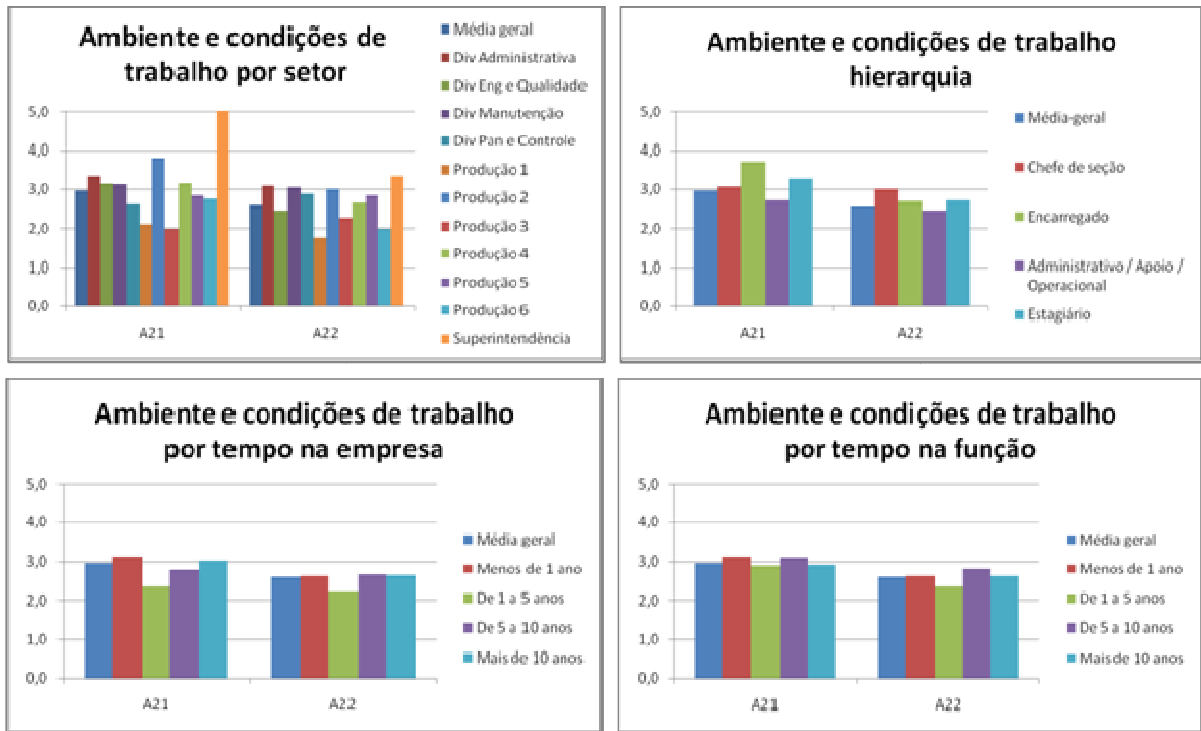 Ambiente e condições de
trabalho por setor
5,0
4,0
3,0
2,0
1,0
0,0
A21
A22
Média geral
Div Administrativa
Div Eng e Qualidade
Div Manutenção
Div Pan e Controle
Produção 1
Produção 2
Produção 3
Produção 4
Produção 5
Produção 6
Superintendência
Ambiente e condições de trabalho
hierarquia
5,0
4,0
3,0
2,0
1,0
0,0
A21
A22
Média-geral
Chefe de seção
Encarregado
Administrativo / Apoio /
Operacional
Estagiário
Ambiente e condições de trabalho
por tempo na empresa
5,0
4,0
3,0
2,0
1,0
0,0
A21
A22
Média geral
Menos de 1 ano
De 1 a 5 anos
De 5 a 10 anos
Mais de 10 anos
Ambiente e condições de trabalho
por tempo na função
5,0
4,0
3,0
2,0
1,0
0,0
A21
A22
Média geral
Menos de 1 ano
De 1 a 5 anos
De 5 a 10 anos
Mais de 10 anos